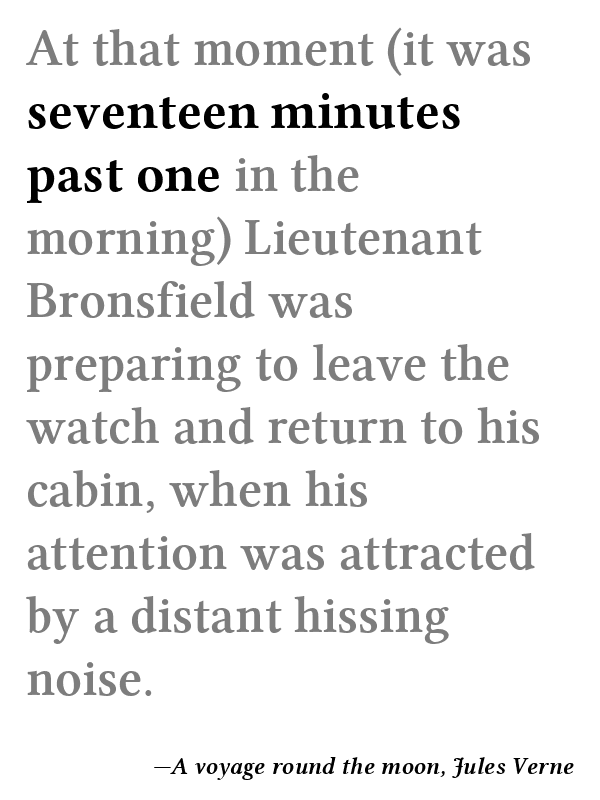 At that moment (it was
seventeen minutes
past one in the
morning) Lieutenant
Bronsfield was
preparing to leave the
watch and return to his
cabin, when his
attention was attracted
by a distant hissing
noise.
—A voyage round the moon, Jules Verne